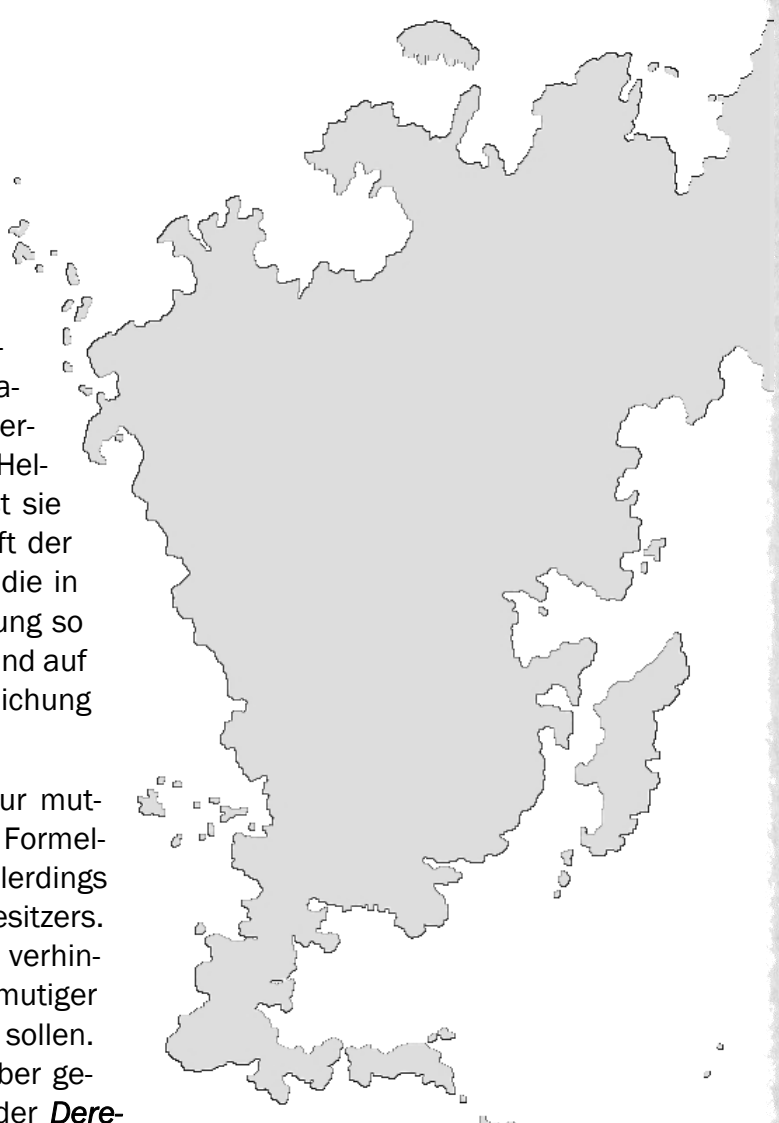 -
a-
er-
Hel-
t sie
ft der
die in
ung so
nd auf
ichung
ur mut-
Formel-
lerdings
esitzers.
verhin-
mutiger
sollen.
ber ge-
der Dere-